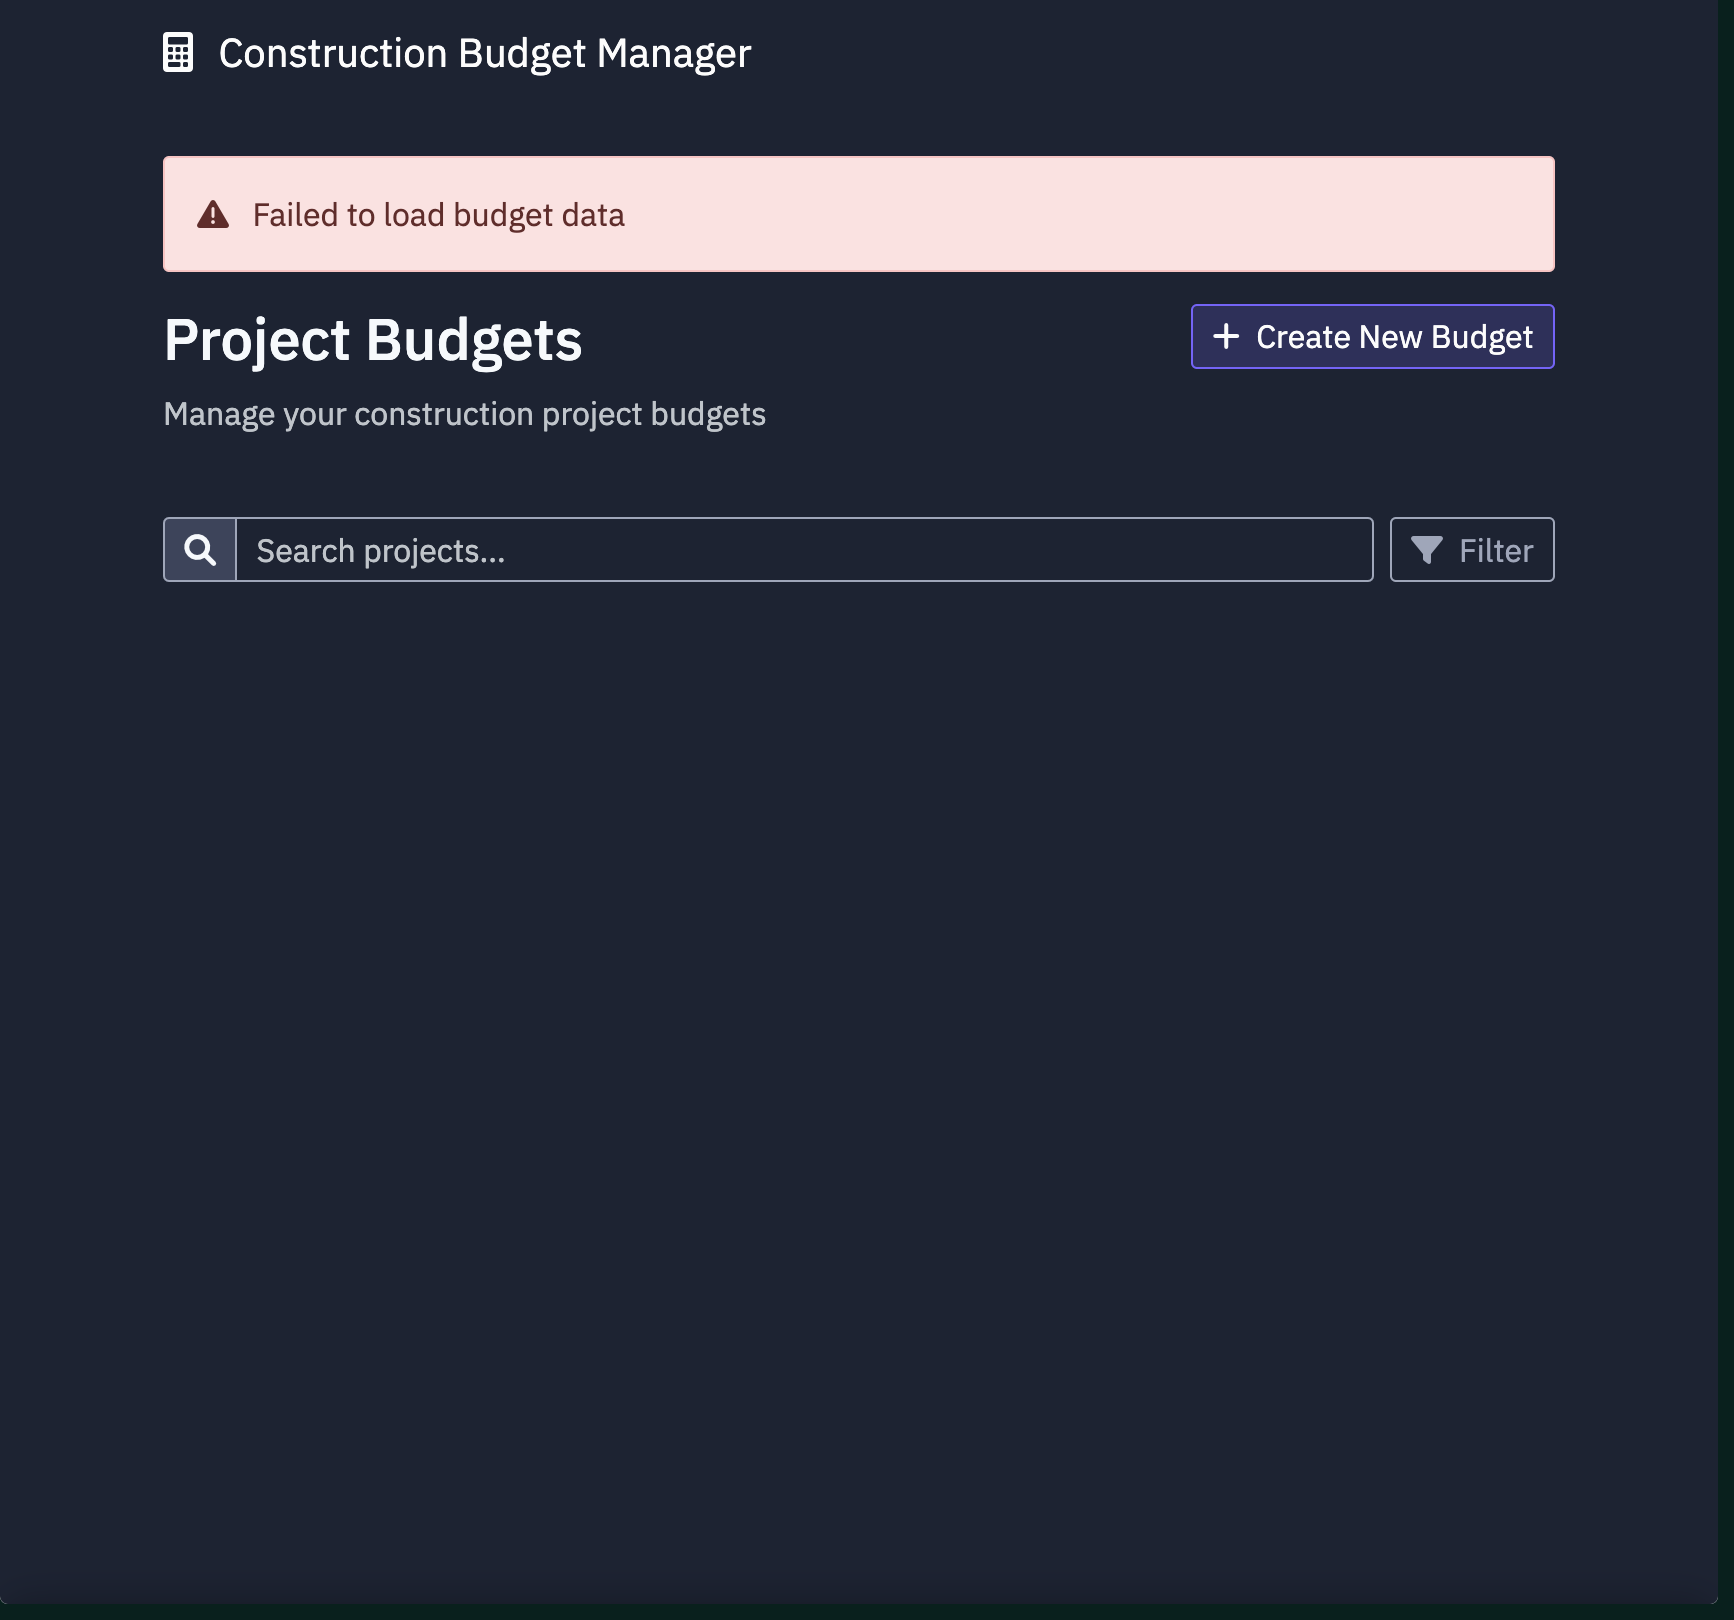 Construction Budget Manager
Failed to load budget data
Project Budgets
Create New Budget
Manage your construction project budgets
Search projects...
Filter